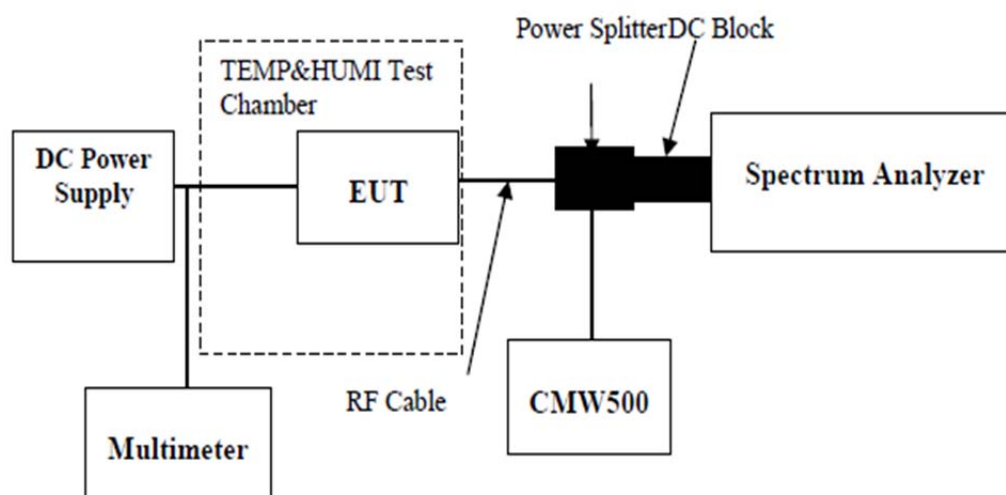 Power SplitterDC Block
TEMP&HUMI Test
Chamber
DC Power
Supply
EUT
Spectrum Analyzer
RF Cable
CMW500
Multimeter